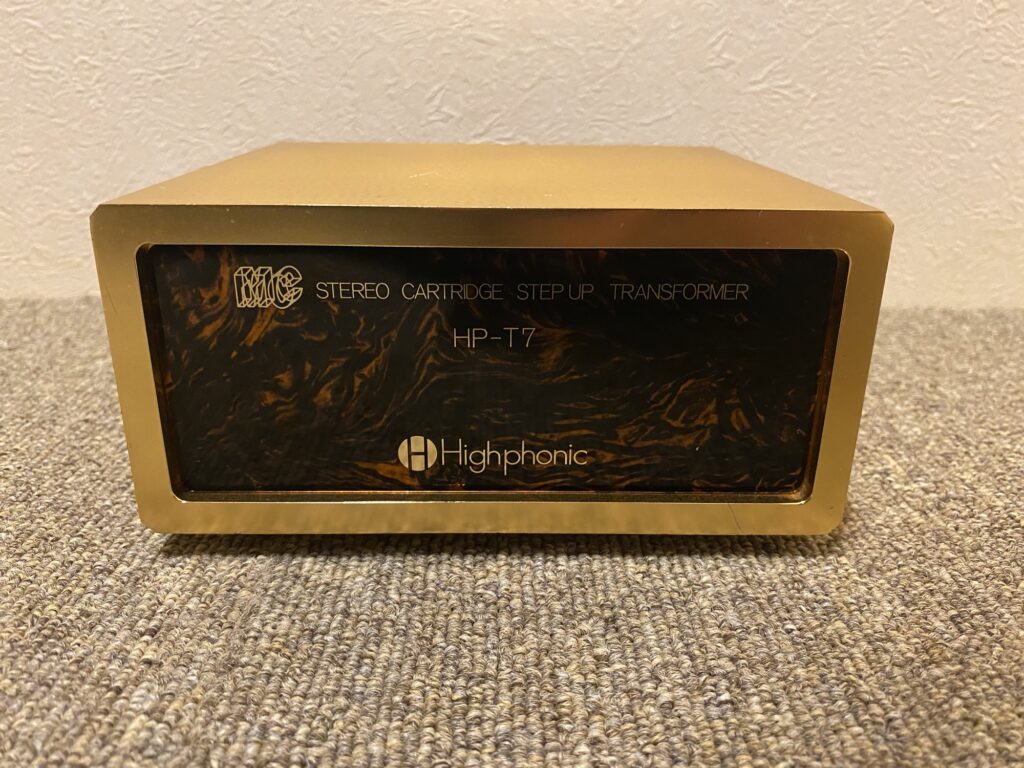 MC STEREO CARTRIDGE STEP UP TRANSFORMER
HP-T7
H Highphonic